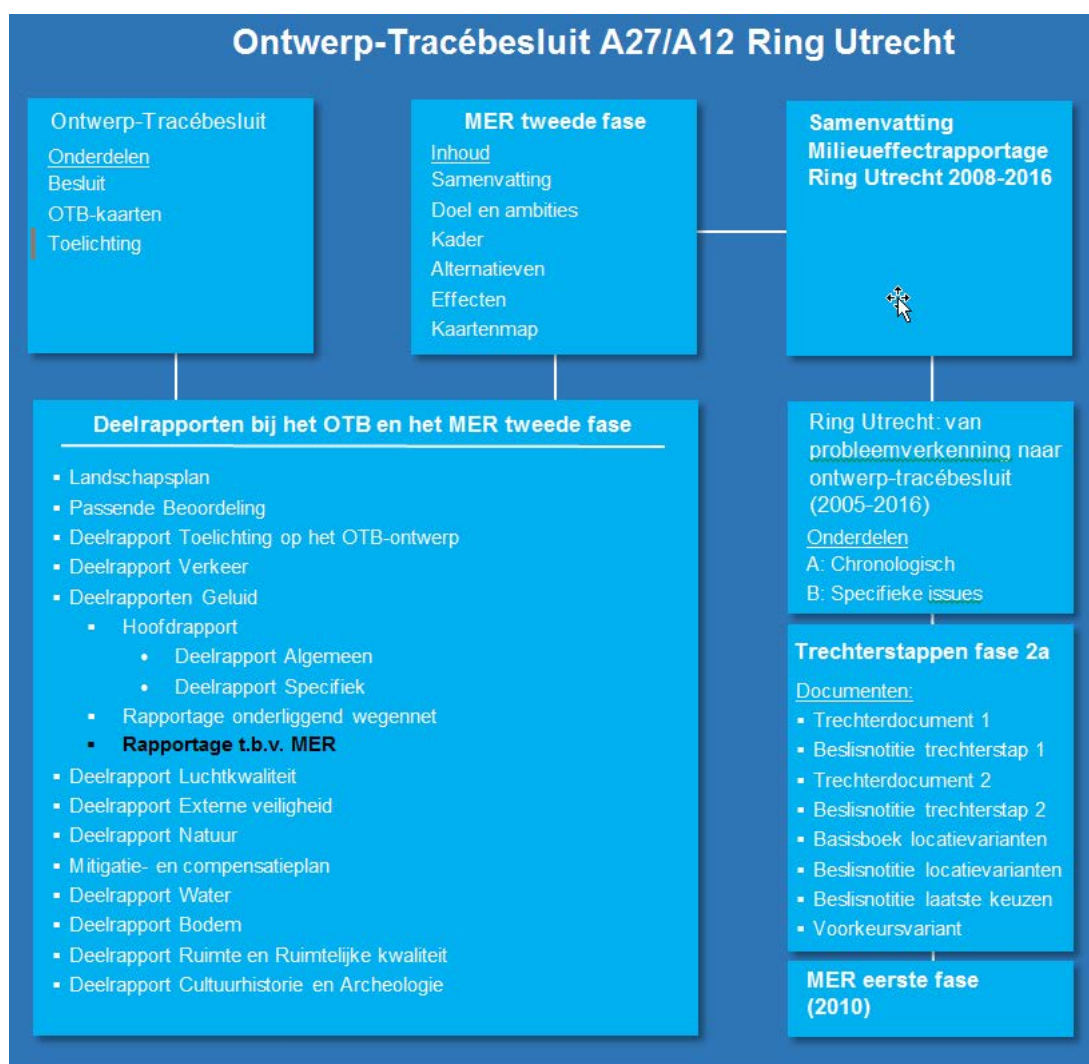 Ontwerp-Tracébesluit A27/A12 Ring Utrecht
Ontwerp-Tracébesluit
Onderdelen
Besluit
OTB-kaarten
Toelichting
MER tweede fase
Inhoud
Samenvatting
Doel en ambities
Kader
Alternatieven
Effecten
Kaartenmap
Samenvatting
Milieueffectrapportage
Ring Utrecht 2008-2016
Deelrapporten bij het OTB en het MER tweede fase
▪ Landschapsplan
▪ Passende Beoordeling
▪ Deelrapport Toelichting op het OTB-ontwerp
▪ Deelrapport Verkeer
▪ Deelrapporten Geluid
▪ Hoofdrapport
• Deelrapport Algemeen
• Deelrapport Specifiek
▪ Rapportage onderliggend wegennet
▪ Rapportage t.b.v. MER
▪ Deelrapport Luchtkwaliteit
▪ Deelrapport Externe veiligheid
▪ Deelrapport Natuur
▪ Mitigatie- en compensatieplan
▪ Deelrapport Water
▪ Deelrapport Bodem
▪ Deelrapport Ruimte en Ruimtelijke kwaliteit
▪ Deelrapport Cultuurhistorie en Archeologie
Ring Utrecht: van
probleemverkenning naar
ontwerp-tracébesluit
(2005-2016)
Onderdelen
A: Chronologisch
B: Specifieke issues
Trechterstappen fase 2a
Documenten:
▪ Trechterdocument 1
▪ Beslisnotitie trechterstap 1
▪ Trechterdocument 2
▪ Beslisnotitie trechterstap 2
▪ Basisboek locatievarianten
▪ Beslisnotitie locatievarianten
▪ Beslisnotitie laatste keuzen
▪ Voorkeursvariant
MER eerste fase
(2010)